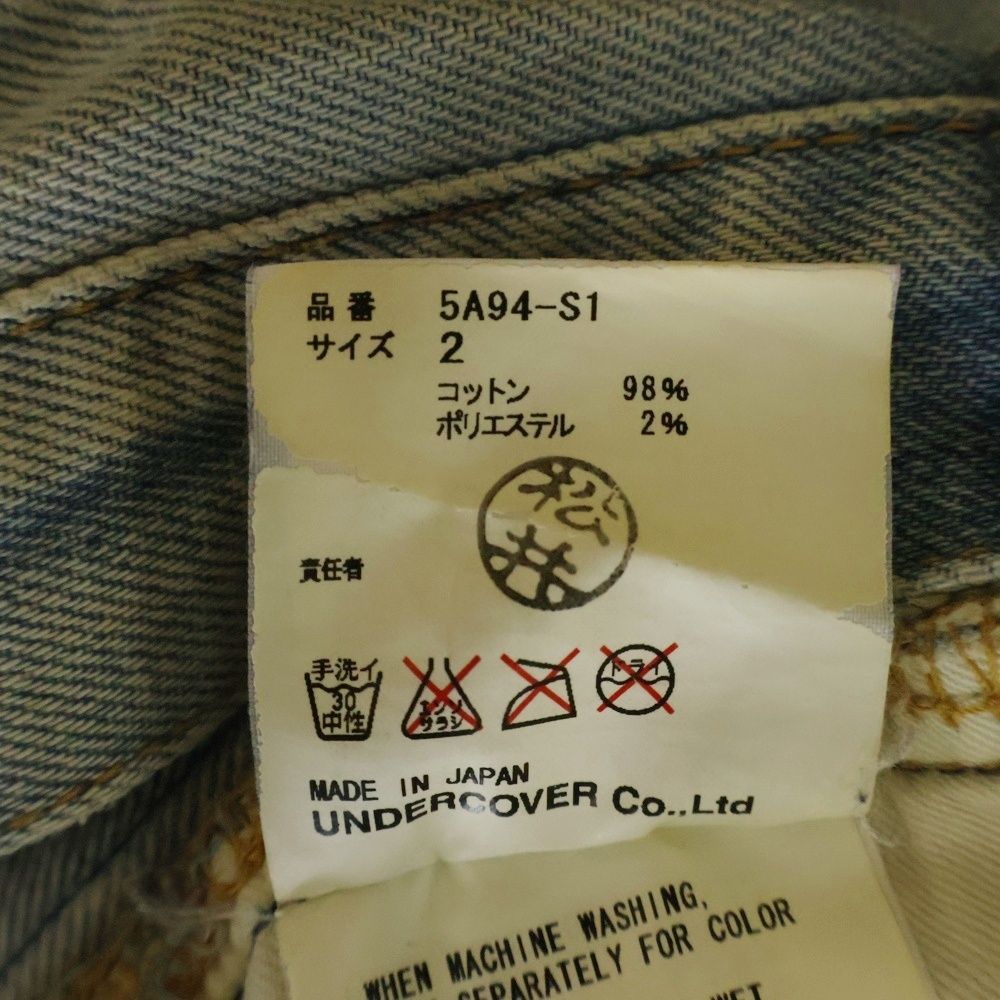 品番 5A94-S1
サイズ 2
コットン 98%
ポリエステル 2%
松井
責任者
手洗イ
30
中性
エンソ
サラシ
ドライ
MADE IN JAPAN
UNDERCOVER Co.,Ltd
WHEN MACHINE WASHING,
SEPARATELY FOR COLOR
WET